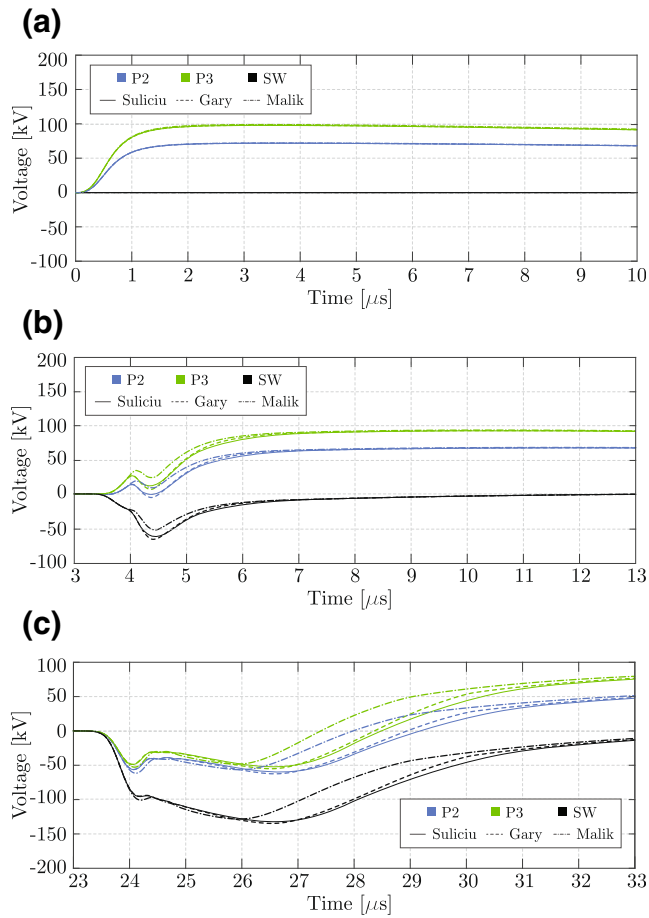 (a)
200
150
100
50
0
-50
-100
Voltage [kV]
P2 P3 SW
Suliciu Gary Malik
0 1 2 3 4 5 6 7 8 9 10
Time [μs]
(b)
200
150
100
50
0
-50
-100
Voltage [kV]
P2 P3 SW
Suliciu Gary Malik
3 4 5 6 7 8 9 10 11 12 13
Time [μs]
(c)
100
50
0
-50
-100
-150
-200
Voltage [kV]
P2 P3 SW
Suliciu Gary Malik
23 24 25 26 27 28 29 30 31 32 33
Time [μs]